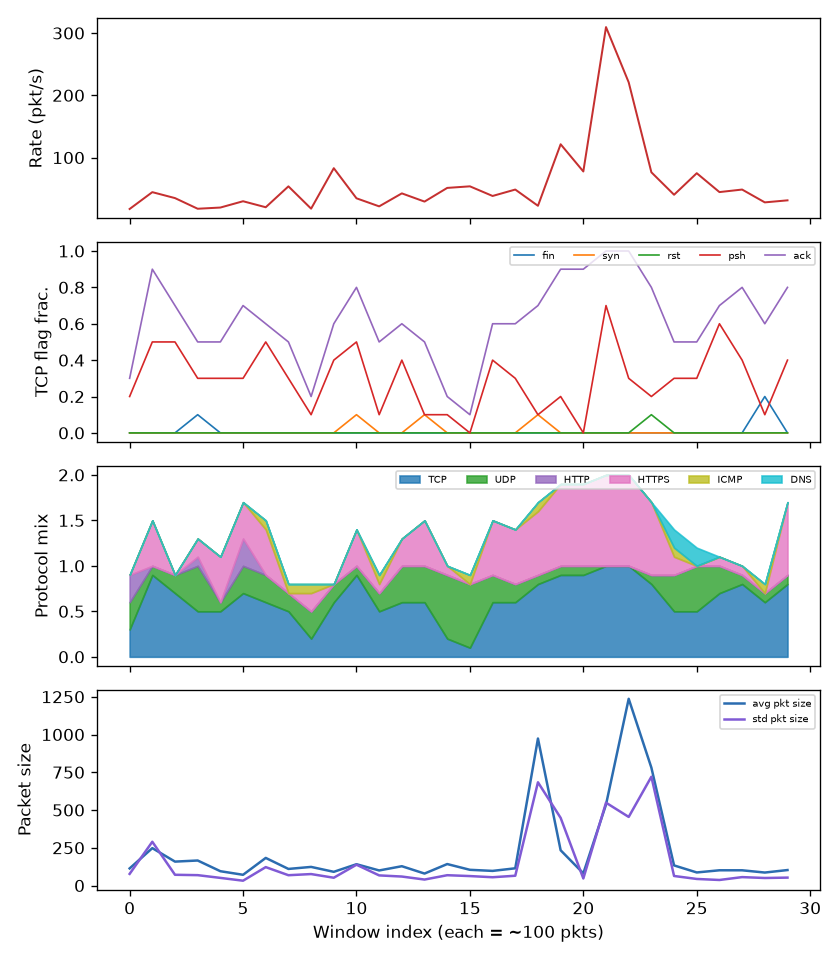 Rate (pkt/s)
300
200
100
TCP flag frac.
1.0
0.8
0.6
0.4
0.2
0.0
fin syn rst psh ack
Protocol mix
2.0
1.5
1.0
0.5
0.0
TCP UDP HTTP HTTPS ICMP DNS
Packet size
1250
1000
750
500
250
0
avg pkt size
std pkt size
0 5 10 15 20 25 30
Window index (each = ~100 pkts)